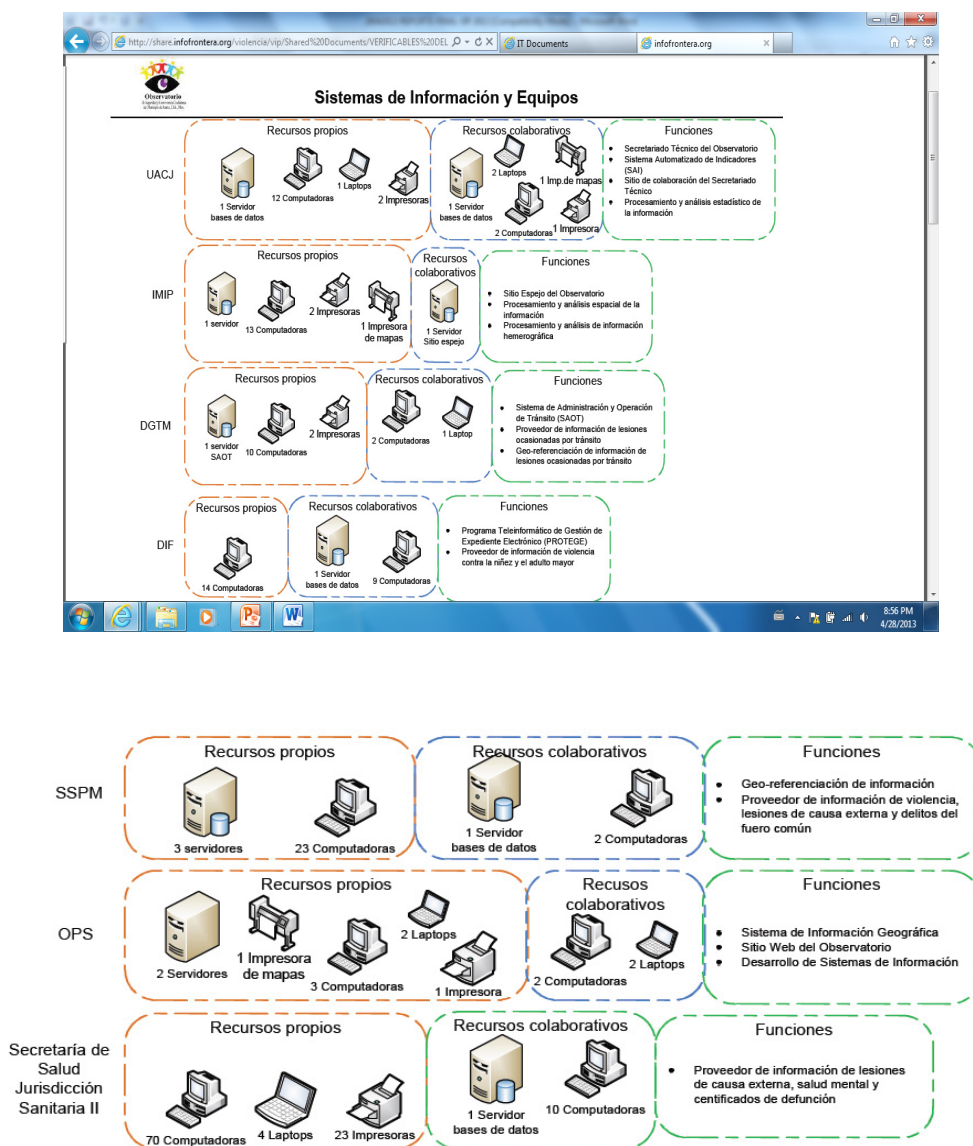 http://share.infofrontera.org/violencia/vip/Shared%20Documents/VERIFICABLES%20DEL
IT Documents
infofrontera.org
Observatorio
Sistemas de Información y Equipos
UACJ
Recursos propios
1 Servidor
bases de datos
12 Computadoras
1 Laptops
2 Impresoras
Recursos colaborativos
2 Laptops
1 Imp.de mapas
1 Servidor
bases de datos
2 Computadoras
1 Impresora
Funciones
• Secretariado Técnico del Observatorio
• Sistema Automatizado de Indicadores
(SAI)
• Sitio de colaboración del Secretariado
Técnico
• Procesamiento y análisis estadístico de
la información
IMIP
Recursos propios
1 servidor
13 Computadoras
2 Impresoras
1 Impresora
de mapas
Recursos
colaborativos
1 Servidor
Sitio espejo
Funciones
• Sitio Espejo del Observatorio
• Procesamiento y análisis espacial de la
información
• Procesamiento y análisis de información
hemerográfica
DGTM
Recursos propios
1 servidor
SAOT
10 Computadoras
2 Impresoras
Recursos colaborativos
2 Computadoras
1 Laptop
Funciones
• Sistema de Administración y Operación
de Tránsito (SAOT)
• Proveedor de información de lesiones
ocasionadas por tránsito
• Geo-referenciación de información de
lesiones ocasionadas por tránsito
DIF
Recursos propios
14 Computadoras
Recursos colaborativos
1 Servidor
bases de datos
9 Computadoras
Funciones
• Programa Teleinformático de Gestión de
Expediente Electrónico (PROTEGE)
• Proveedor de información de violencia
contra la niñez y el adulto mayor
8:56 PM
4/28/2013
SSPM
Recursos propios
3 servidores
23 Computadoras
Recursos colaborativos
1 Servidor
bases de datos
2 Computadoras
Funciones
• Geo-referenciación de información
• Proveedor de información de violencia,
lesiones de causa externa y delitos del
fuero común
OPS
Recursos propios
2 Servidores
1 Impresora
de mapas
3 Computadoras
2 Laptops
1 Impresora
Recusos
colaborativos
2 Computadoras
2 Laptops
Funciones
• Sistema de Información Geográfica
• Sitio Web del Observatorio
• Desarrollo de Sistemas de Información
Secretaría de
Salud
Jurisdicción
Sanitaria II
Recursos propios
70 Computadoras
4 Laptops
23 Impresoras
Recursos colaborativos
1 Servidor
bases de datos
10 Computadoras
Funciones
• Proveedor de información de lesiones
de causa externa, salud mental y
centificados de defunción